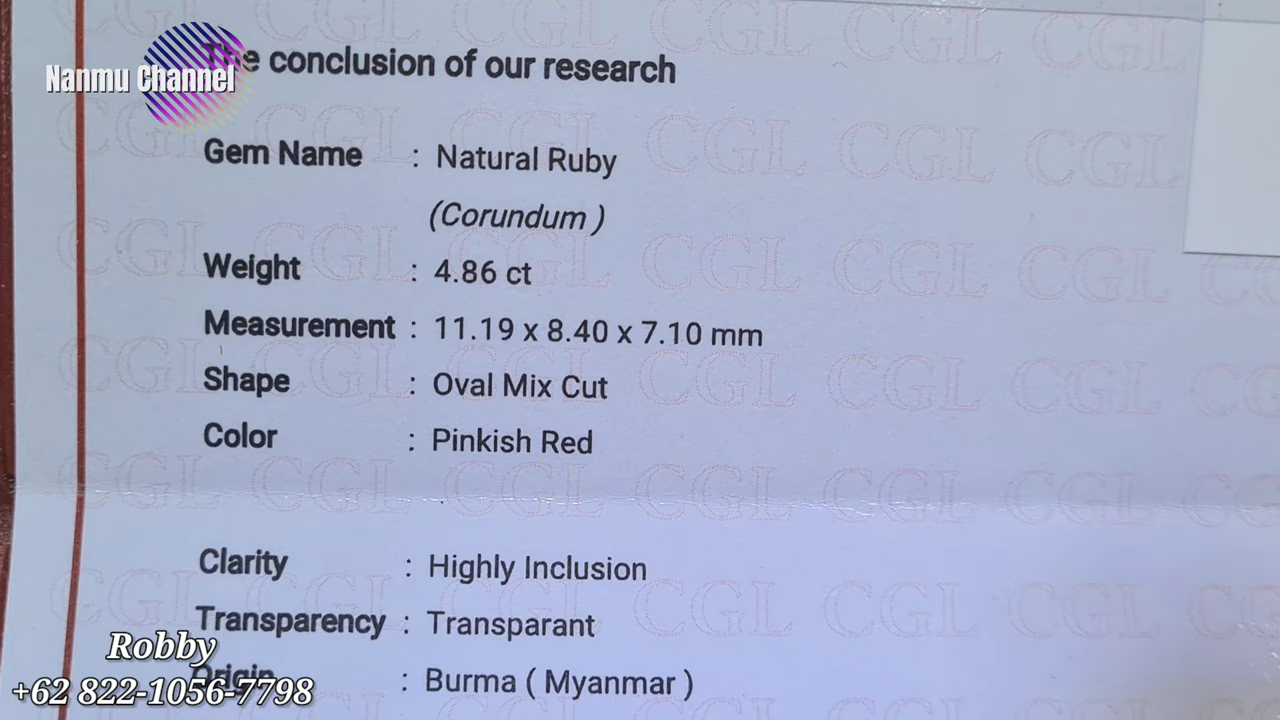 Nanmu Channel
The conclusion of our research
Gem Name : Natural Ruby
(Corundum )
Weight : 4.86 ct
Measurement : 11.19 x 8.40 x 7.10 mm
Shape : Oval Mix Cut
Color : Pinkish Red
Clarity : Highly Inclusion
Transparency : Transparant
Origin : Burma ( Myanmar )
Robby
+62 822-1056-7798